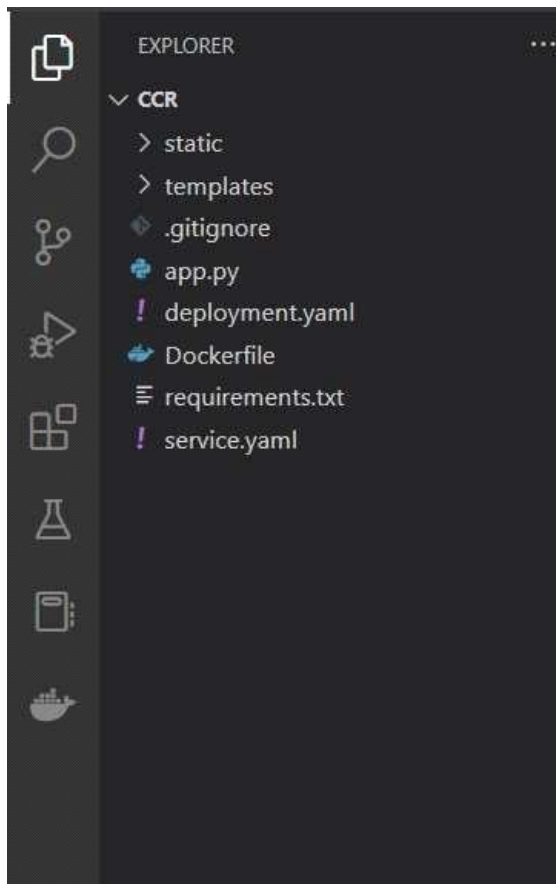 EXPLORER
CCR
static
templates
.gitignore
app.py
deployment.yaml
Dockerfile
requirements.txt
service.yaml